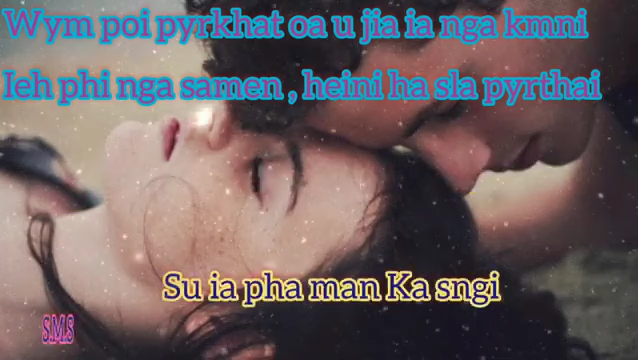 Wym poi pyrkhat oa u jia ia nga kmni
Ieh phi nga samen , heini ha sla pyrthai
Su ia pha man Ka sngi
S.M.S